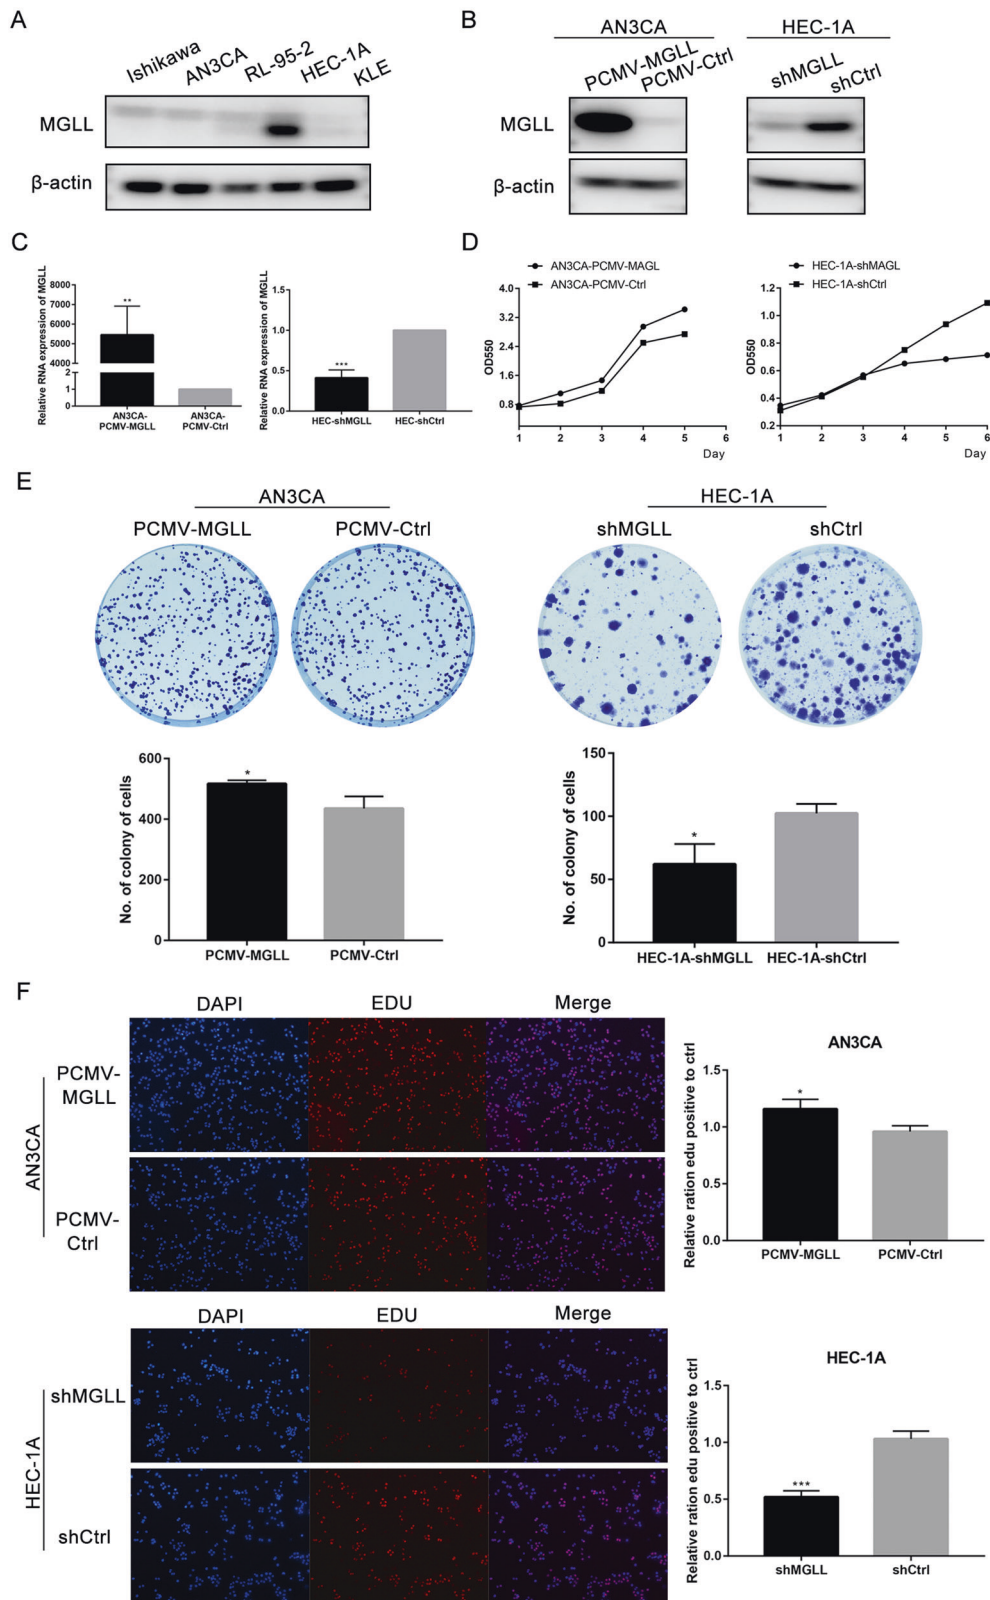 A
Ishikawa AN3CA RL-95-2 HEC-1A KLE
MGLL
β-actin
B
AN3CA HEC-1A
PCMV-MGLL PCMV-Ctrl shMGLL shCtrl
MGLL
β-actin
C
Relative RNA expression of MGLL
8000
7000
6000
5000
4000
2
1
0
**
AN3CA-PCMV-MGLL
AN3CA-PCMV-Ctrl
Relative RNA expression of MGLL
1.5
1.0
0.5
0.0
***
HEC-shMGLL HEC-shCtrl
D
AN3CA-PCMV-MAGL
AN3CA-PCMV-Ctrl
OD550
3.2
2.4
1.6
0.8
1 2 3 4 5 6
Day
HEC-1A-shMAGL
HEC-1A-shCtrl
OD550
1.2
1.0
0.8
0.6
0.4
0.2
1 2 3 4 5 6
Day
E
AN3CA HEC-1A
PCMV-MGLL PCMV-Ctrl shMGLL shCtrl
No. of colony of cells
600
400
200
0
*
PCMV-MGLL PCMV-Ctrl
No. of colony of cells
150
100
50
0
*
HEC-1A-shMGLL HEC-1A-shCtrl
F
DAPI EDU Merge
AN3CA
PCMV-
MGLL
PCMV-
Ctrl
AN3CA
Relative ration edu positive to ctrl
1.5
1.0
0.5
0.0
*
PCMV-MGLL PCMV-Ctrl
DAPI EDU Merge
HEC-1A
shMGLL
shCtrl
HEC-1A
Relative ration edu positive to ctrl
1.5
1.0
0.5
0.0
***
shMGLL shCtrl